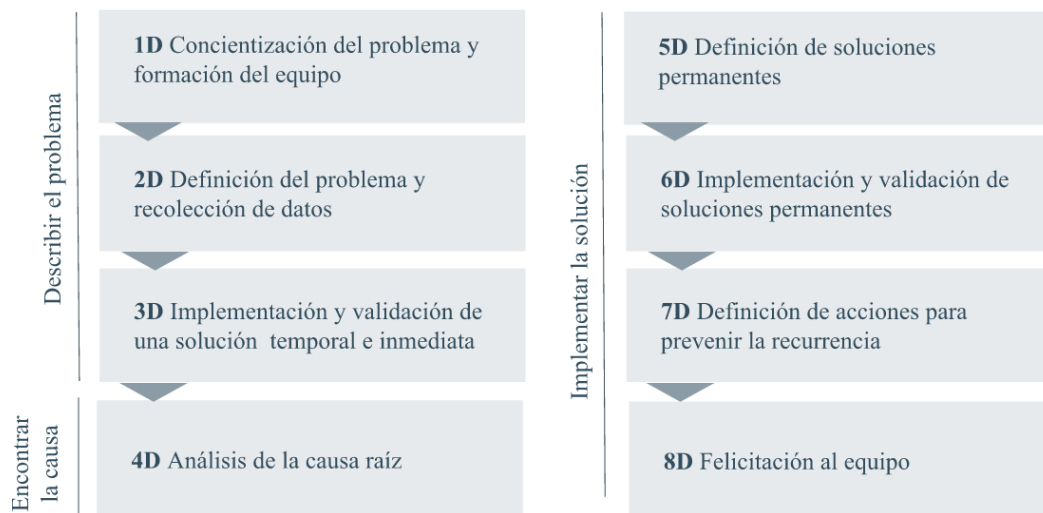 Describir el problema
1D Concientización del problema y
formación del equipo
2D Definición del problema y
recolección de datos
3D Implementación y validación de
una solución temporal e inmediata
Encontrar
la causa
4D Análisis de la causa raíz
Implementar la solución
5D Definición de soluciones
permanentes
6D Implementación y validación de
soluciones permanentes
7D Definición de acciones para
prevenir la recurrencia
8D Felicitación al equipo